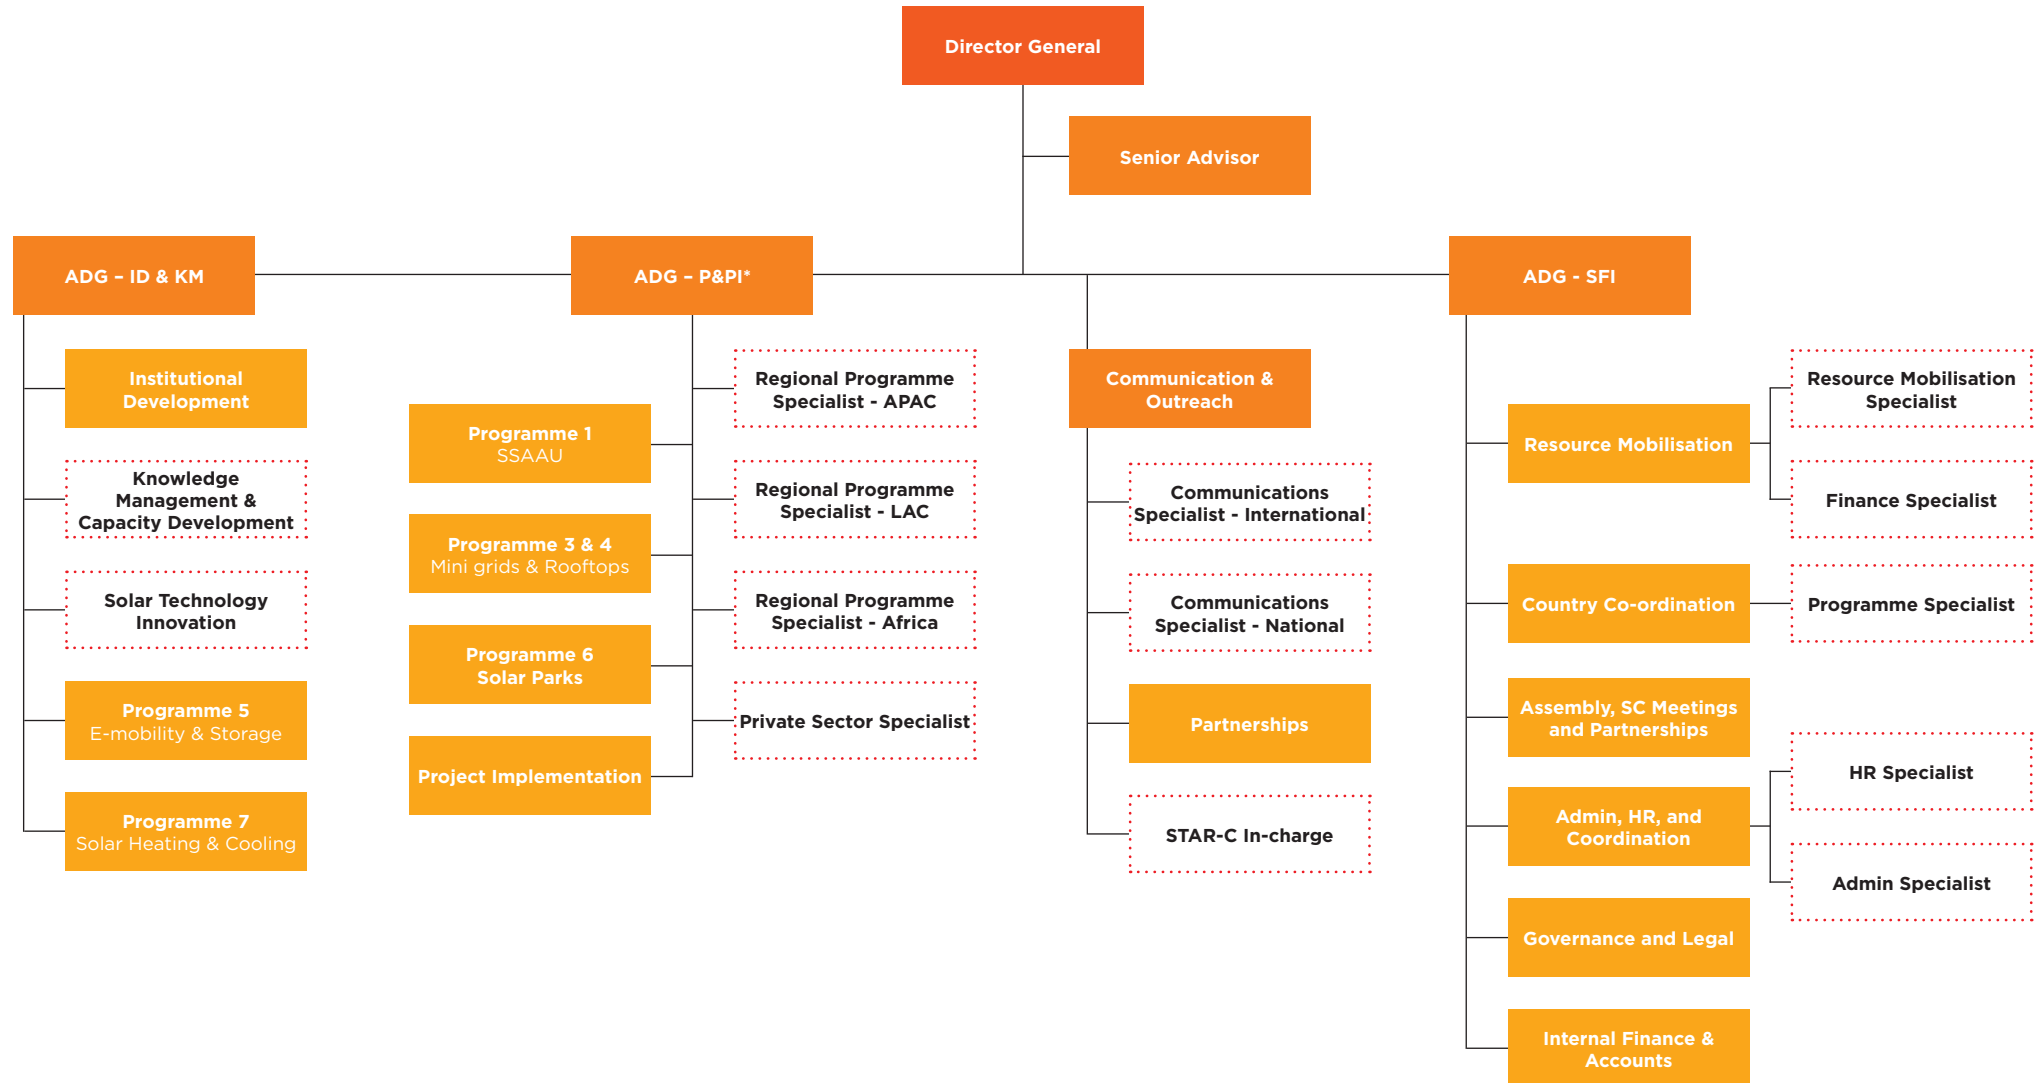 Director General
Senior Advisor
ADG – ID & KM
ADG – P&PI*
ADG - SFI
Institutional
Development
Knowledge
Management &
Capacity Development
Solar Technology
Innovation
Programme 5
E-mobility & Storage
Programme 7
Solar Heating & Cooling
Programme 1
SSAAU
Programme 3 & 4
Mini grids & Rooftops
Programme 6
Solar Parks
Project Implementation
Regional Programme
Specialist - APAC
Regional Programme
Specialist - LAC
Regional Programme
Specialist - Africa
Private Sector Specialist
Communication &
Outreach
Communications
Specialist - International
Communications
Specialist - National
Partnerships
STAR-C In-charge
Resource Mobilisation
Country Co-ordination
Assembly, SC Meetings
and Partnerships
Admin, HR, and
Coordination
Governance and Legal
Internal Finance &
Accounts
Resource Mobilisation
Specialist
Finance Specialist
Programme Specialist
HR Specialist
Admin Specialist